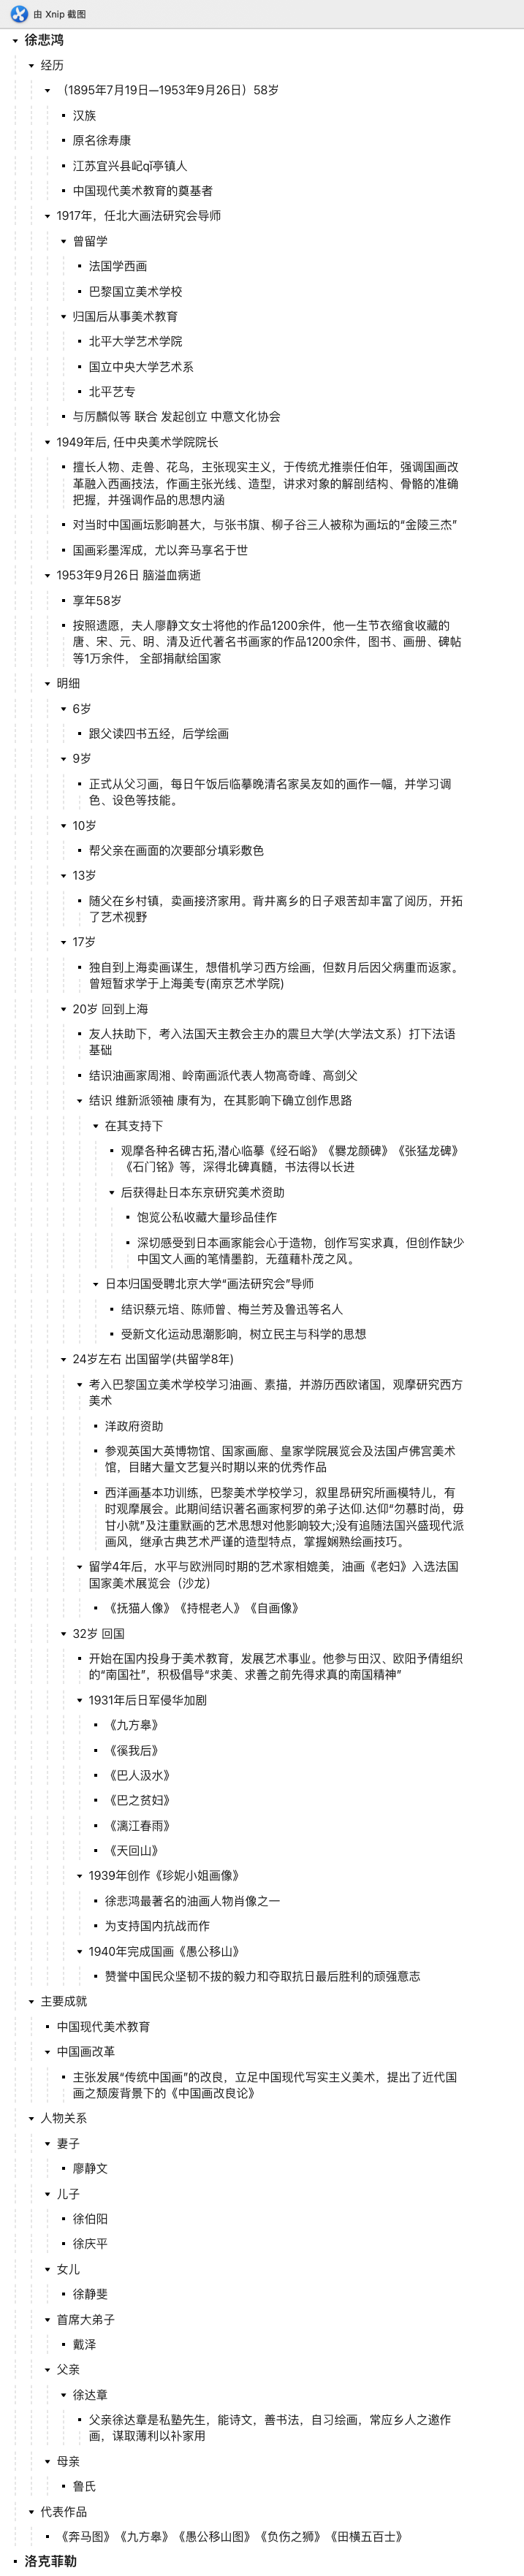 由 Xnip 截图
徐悲鸿
经历
（1895年7月19日—1953年9月26日）58岁
汉族
原名徐寿康
江苏宜兴县屺qǐ亭镇人
中国现代美术教育的奠基者
1917年，任北大画法研究会导师
曾留学
法国学西画
巴黎国立美术学校
归国后从事美术教育
北平大学艺术学院
国立中央大学艺术系
北平艺专
与厉麟似等 联合 发起创立 中意文化协会
1949年后, 任中央美术学院院长
擅长人物、走兽、花鸟，主张现实主义，于传统尤推崇任伯年，强调国画改
革融入西画技法，作画主张光线、造型，讲求对象的解剖结构、骨骼的准确
把握，并强调作品的思想内涵
对当时中国画坛影响甚大，与张书旗、柳子谷三人被称为画坛的“金陵三杰”
国画彩墨浑成，尤以奔马享名于世
1953年9月26日 脑溢血病逝
享年58岁
按照遗愿，夫人廖静文女士将他的作品1200余件，他一生节衣缩食收藏的
唐、宋、元、明、清及近代著名书画家的作品1200余件，图书、画册、碑帖
等1万余件， 全部捐献给国家
明细
6岁
跟父读四书五经，后学绘画
9岁
正式从父习画，每日午饭后临摹晚清名家吴友如的画作一幅，并学习调
色、设色等技能。
10岁
帮父亲在画面的次要部分填彩敷色
13岁
随父在乡村镇，卖画接济家用。背井离乡的日子艰苦却丰富了阅历，开拓
了艺术视野
17岁
独自到上海卖画谋生，想借机学习西方绘画，但数月后因父病重而返家。
曾短暂求学于上海美专(南京艺术学院)
20岁 回到上海
友人扶助下，考入法国天主教会主办的震旦大学(大学法文系）打下法语
基础
结识油画家周湘、岭南画派代表人物高奇峰、高剑父
结识 维新派领袖 康有为，在其影响下确立创作思路
在其支持下
观摩各种名碑古拓,潜心临摹《经石峪》《爨龙颜碑》《张猛龙碑》
《石门铭》等，深得北碑真髓，书法得以长进
后获得赴日本东京研究美术资助
饱览公私收藏大量珍品佳作
深切感受到日本画家能会心于造物，创作写实求真，但创作缺少
中国文人画的笔情墨韵，无蕴藉朴茂之风。
日本归国受聘北京大学“画法研究会”导师
结识蔡元培、陈师曾、梅兰芳及鲁迅等名人
受新文化运动思潮影响，树立民主与科学的思想
24岁左右 出国留学(共留学8年)
考入巴黎国立美术学校学习油画、素描，并游历西欧诸国，观摩研究西方
美术
洋政府资助
参观英国大英博物馆、国家画廊、皇家学院展览会及法国卢佛宫美术
馆，目睹大量文艺复兴时期以来的优秀作品
西洋画基本功训练，巴黎美术学校学习，叙里昂研究所画模特儿，有
时观摩展会。此期间结识著名画家柯罗的弟子达仰.达仰“勿慕时尚，毋
甘小就”及注重默画的艺术思想对他影响较大;没有追随法国兴盛现代派
画风，继承古典艺术严谨的造型特点，掌握娴熟绘画技巧。
留学4年后，水平与欧洲同时期的艺术家相媲美，油画《老妇》入选法国
国家美术展览会（沙龙）
《抚猫人像》《持棍老人》《自画像》
32岁 回国
开始在国内投身于美术教育，发展艺术事业。他参与田汉、欧阳予倩组织
的“南国社”，积极倡导“求美、求善之前先得求真的南国精神”
1931年后日军侵华加剧
《九方皋》
《徯我后》
《巴人汲水》
《巴之贫妇》
《漓江春雨》
《天回山》
1939年创作《珍妮小姐画像》
徐悲鸿最著名的油画人物肖像之一
为支持国内抗战而作
1940年完成国画《愚公移山》
赞誉中国民众坚韧不拔的毅力和夺取抗日最后胜利的顽强意志
主要成就
中国现代美术教育
中国画改革
主张发展“传统中国画”的改良，立足中国现代写实主义美术，提出了近代国
画之颓废背景下的《中国画改良论》
人物关系
妻子
廖静文
儿子
徐伯阳
徐庆平
女儿
徐静斐
首席大弟子
戴泽
父亲
徐达章
父亲徐达章是私塾先生，能诗文，善书法，自习绘画，常应乡人之邀作
画，谋取薄利以补家用
母亲
鲁氏
代表作品
《奔马图》《九方皋》《愚公移山图》《负伤之狮》《田横五百士》
洛克菲勒